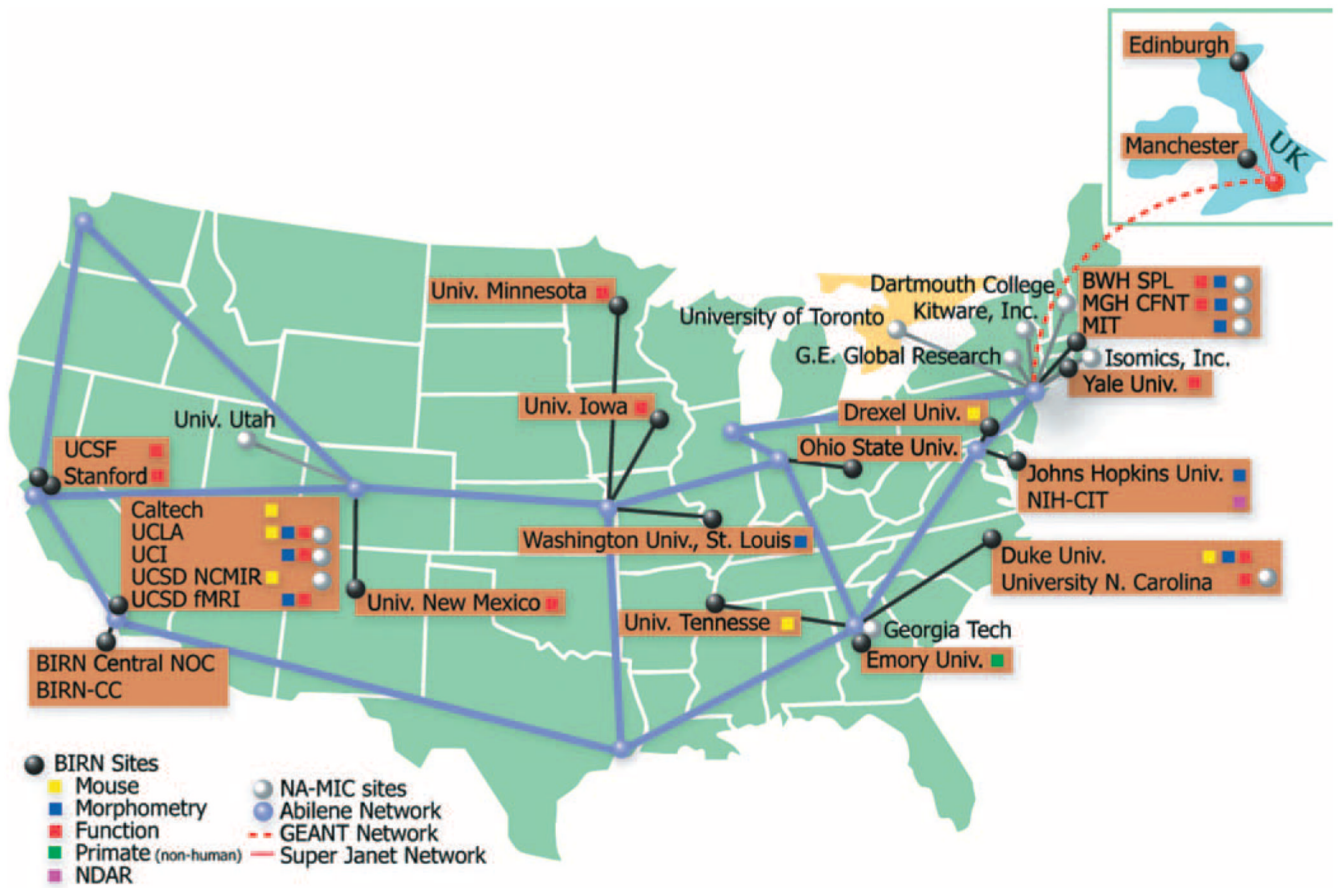 Edinburgh
Manchester
UK
Dartmouth College
Kitware, Inc.
University of Toronto
G.E. Global Research
BWH SPL
MGH CFNT
MIT
Isomics, Inc.
Yale Univ.
Univ. Minnesota
Univ. Iowa
Drexel Univ.
Ohio State Univ.
Univ. Utah
UCSF
Stanford
Johns Hopkins Univ.
NIH-CIT
Caltech
UCLA
UCI
UCSD NCMIR
UCSD fMRI
Washington Univ., St. Louis
Duke Univ.
University N. Carolina
Univ. New Mexico
Univ. Tennesse
Georgia Tech
Emory Univ.
BIRN Central NOC
BIRN-CC
BIRN Sites
Mouse
Morphometry
Function
Primate (non-human)
NDAR
NA-MIC sites
Abilene Network
GEANT Network
Super Janet Network